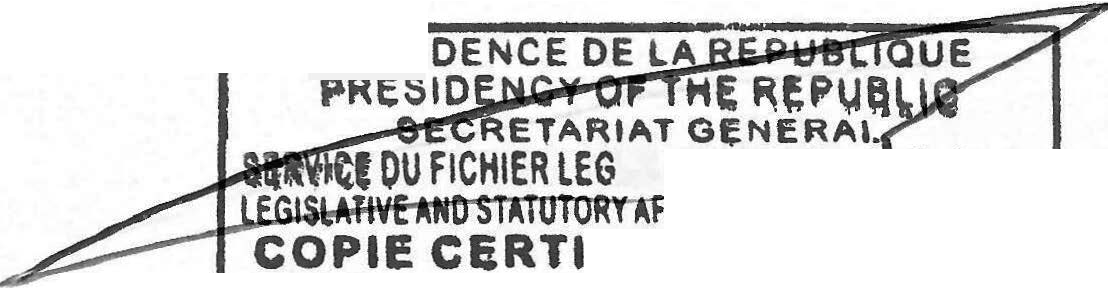 DENCE DE LA REPUBLIQUE
PRESIDENCY OF THE REPUBLIC
SECRETARIAT GENERAL
SERVICE DU FICHIER LEG
LEGISLATIVE AND STATUTORY AF
COPIE CERTI